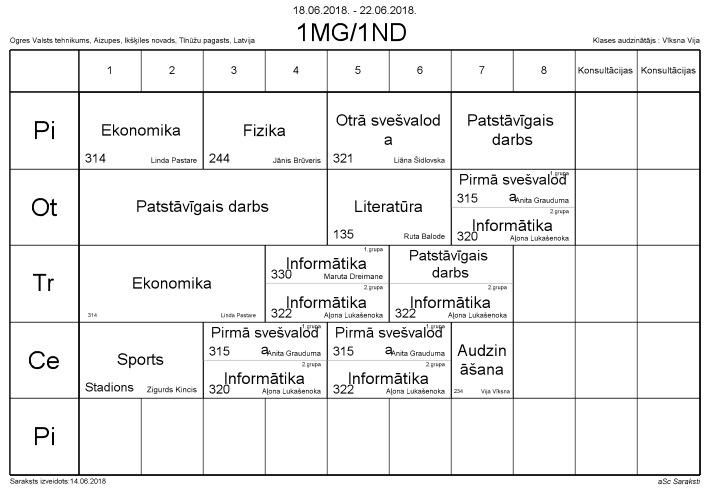 18.06.2018. - 22.06.2018.
Ogres Valsts tehnikums, Aizupes, Ikšķiles novads, Tīnūžu pagasts, Latvija
1MG/1ND
Klases audzinātājs : Vīksna Vija
1 2 3 4 5 6 7 8 Konsultācijas Konsultācijas
Pi
Ekonomika
314 Linda Pastare
Fizika
244 Jānis Brūveris
Otrā svešvalod
a
321 Liāna Šidlovska
Patstāvīgais
darbs
Ot
Patstāvīgais darbs
Literatūra
135 Ruta Balode
1.grupa
Pirmā svešvalod
a
315 Anita Grauduma
2.grupa
Informātika
320 Aļona Lukašenoka
Tr
Ekonomika
314 Linda Pastare
1.grupa
Informātika
330 Maruta Dreimane
2.grupa
Informātika
322 Aļona Lukašenoka
Patstāvīgais
darbs
2.grupa
Informātika
322 Aļona Lukašenoka
Ce
Sports
Stadions Zigurds Kincis
1.grupa
Pirmā svešvalod
a
315 Anita Grauduma
2.grupa
Informātika
320 Aļona Lukašenoka
1.grupa
Pirmā svešvalod
a
315 Anita Grauduma
2.grupa
Informātika
322 Aļona Lukašenoka
Audzin
āšana
234 Vija Vīksna
Pi
Saraksts izveidots:14.06.2018
aSc Saraksti